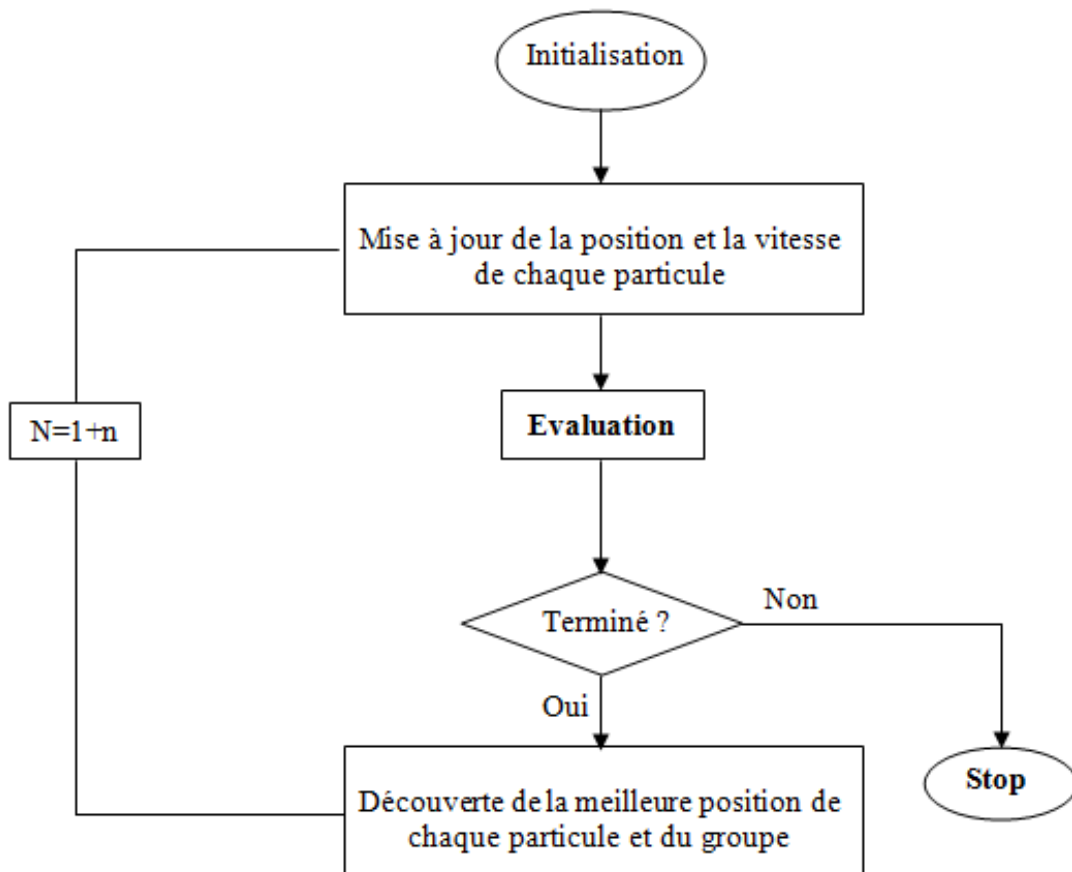 Initialisation
Mise à jour de la position et la vitesse
de chaque particule
N=1+n
Evaluation
Terminé ?
Non
Oui
Stop
Découverte de la meilleure position de
chaque particule et du groupe